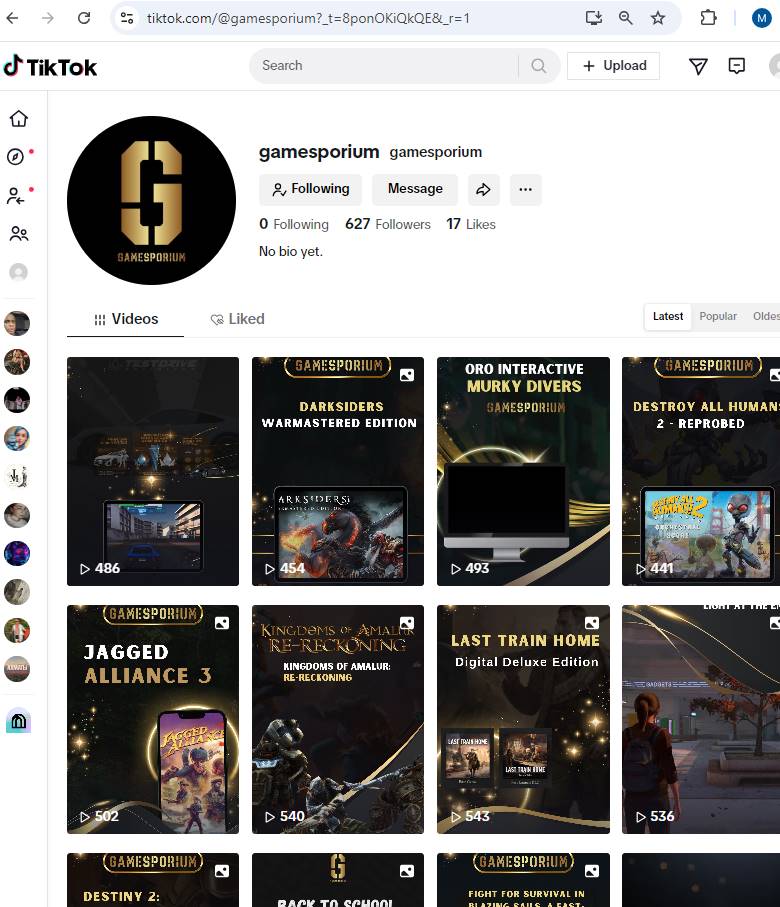 tiktok.com/@gamesporium?_t=8ponOKiQkQE&_r=1
M
TikTok
Search
Upload
GAMESPORIUM
gamesporium gamesporium
Following Message
0 Following 627 Followers 17 Likes
No bio yet.
Videos Liked
Latest Popular Oldes
TESTDRIVE
486
GAMESPORIUM
DARKSIDERS
WARMASTERED EDITION
454
ORO INTERACTIVE
MURKY DIVERS
GAMESPORIUM
493
GAMESPORIUM
DESTROY ALL HUMANS
2 - REPROBED
441
GAMESPORIUM
JAGGED
ALLIANCE 3
JAGGED
ALLIANCE
502
KINGDOMS OF AMALUR
RE-RECKONING
KINGDOMS OF AMALUR:
RE-RECKONING
540
LAST TRAIN HOME
Digital Deluxe Edition
LAST TRAIN HOME
LAST TRAIN HOME
543
GADGETS
536
GAMESPORIUM
DESTINY 2:
BACK TO SCHOOL
GAMESPORIUM
FIGHT FOR SURVIVAL IN
BLAZING SAILS, A FAST-